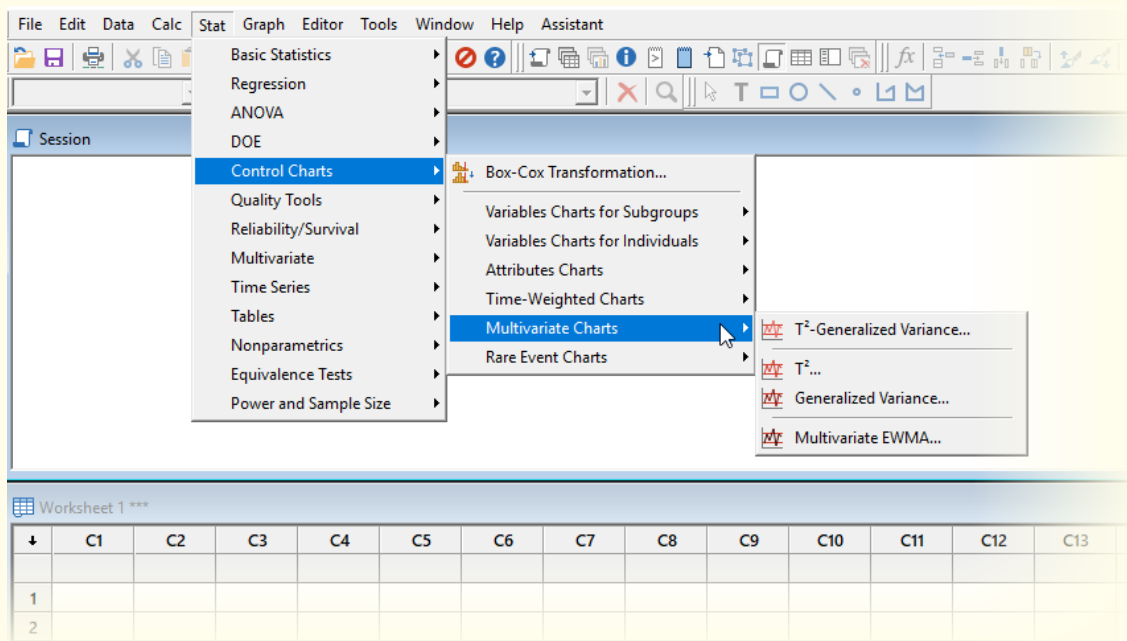 File Edit Data Calc Stat Graph Editor Tools Window Help Assistant
fx
T
Session
Basic Statistics
Regression
ANOVA
DOE
Control Charts
Quality Tools
Reliability/Survival
Multivariate
Time Series
Tables
Nonparametrics
Equivalence Tests
Power and Sample Size
Box-Cox Transformation...
Variables Charts for Subgroups
Variables Charts for Individuals
Attributes Charts
Time-Weighted Charts
Multivariate Charts
Rare Event Charts
T²-Generalized Variance...
T²...
Generalized Variance...
Multivariate EWMA...
Worksheet 1 ***
C1 C2 C3 C4 C5 C6 C7 C8 C9 C10 C11 C12 C13
1
2